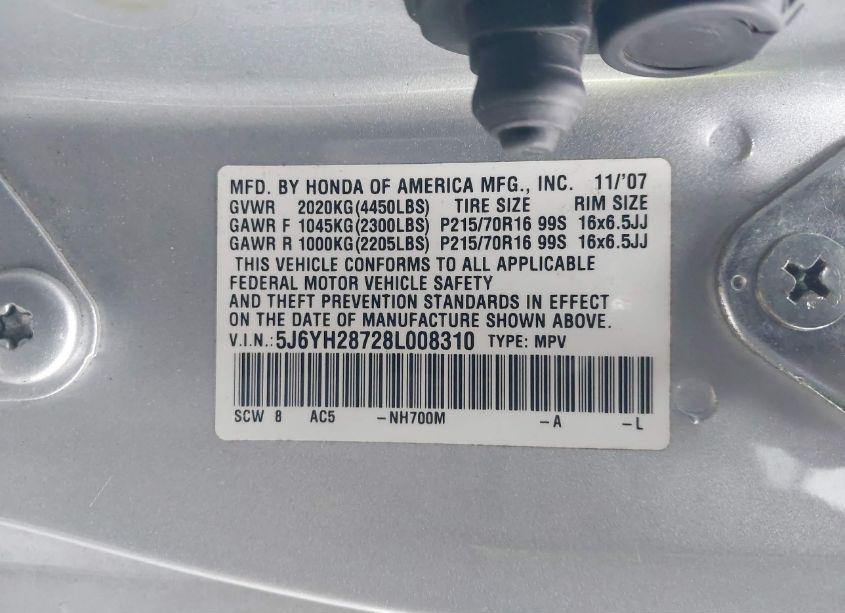 MFD. BY HONDA OF AMERICA MFG., INC. 11/'07
GVWR 2020KG(4450LBS) TIRE SIZE RIM SIZE
GAWR F 1045KG(2300LBS) P215/70R16 99S 16x6.5JJ
GAWR R 1000KG(2205LBS) P215/70R16 99S 16x6.5JJ
THIS VEHICLE CONFORMS TO ALL APPLICABLE
FEDERAL MOTOR VEHICLE SAFETY
AND THEFT PREVENTION STANDARDS IN EFFECT
ON THE DATE OF MANUFACTURE SHOWN ABOVE.
V.I.N.: 5J6YH28728L008310 TYPE: MPV
SCW 8 AC5 -NH700M -A -L